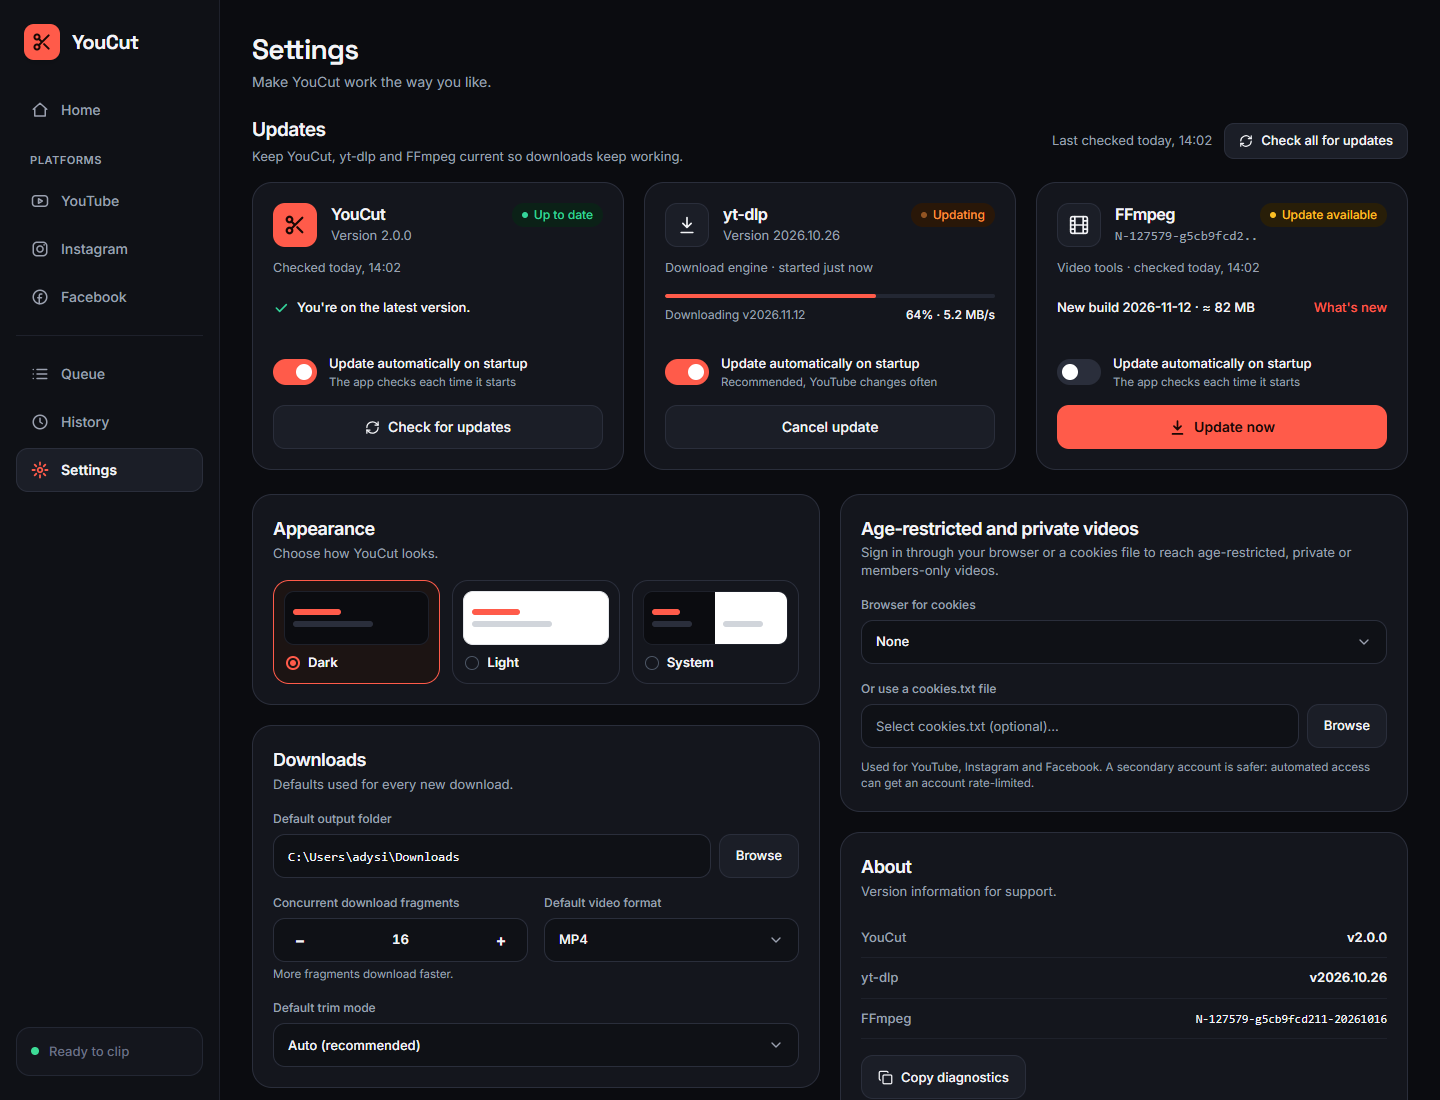 YouCut
Home
PLATFORMS
YouTube
Instagram
Facebook
Queue
History
Settings
Ready to clip
Settings
Make YouCut work the way you like.
Updates
Keep YouCut, yt-dlp and FFmpeg current so downloads keep working.
Last checked today, 14:02
Check all for updates
YouCut
Up to date
Version 2.0.0
Checked today, 14:02
You're on the latest version.
Update automatically on startup
The app checks each time it starts
Check for updates
yt-dlp
Updating
Version 2026.10.26
Download engine · started just now
Downloading v2026.11.12
64% · 5.2 MB/s
Update automatically on startup
Recommended, YouTube changes often
Cancel update
FFmpeg
Update available
N-127579-g5cb9fcd2..
Video tools · checked today, 14:02
New build 2026-11-12 · ≈ 82 MB
What's new
Update automatically on startup
The app checks each time it starts
Update now
Appearance
Choose how YouCut looks.
Dark
Light
System
Downloads
Defaults used for every new download.
Default output folder
C:\Users\adysi\Downloads
Browse
Concurrent download fragments
– 16 +
More fragments download faster.
Default video format
MP4
Default trim mode
Auto (recommended)
Age-restricted and private videos
Sign in through your browser or a cookies file to reach age-restricted, private or
members-only videos.
Browser for cookies
None
Or use a cookies.txt file
Select cookies.txt (optional)...
Browse
Used for YouTube, Instagram and Facebook. A secondary account is safer: automated access
can get an account rate-limited.
About
Version information for support.
YouCut
v2.0.0
yt-dlp
v2026.10.26
FFmpeg
N-127579-g5cb9fcd211-20261016
Copy diagnostics